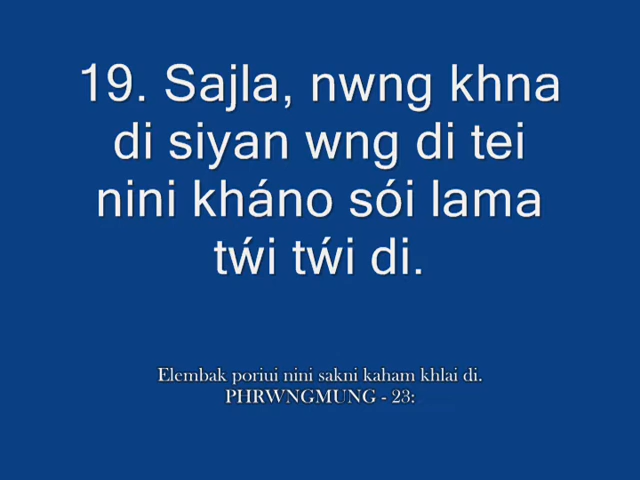 19. Sajla, nwng khna
di siyan wng di tei
nini kháno sói lama
tẃi tẃi di.
Elembak poriui nini sakni kaham khlai di.
PHRWNGMUNG - 23: